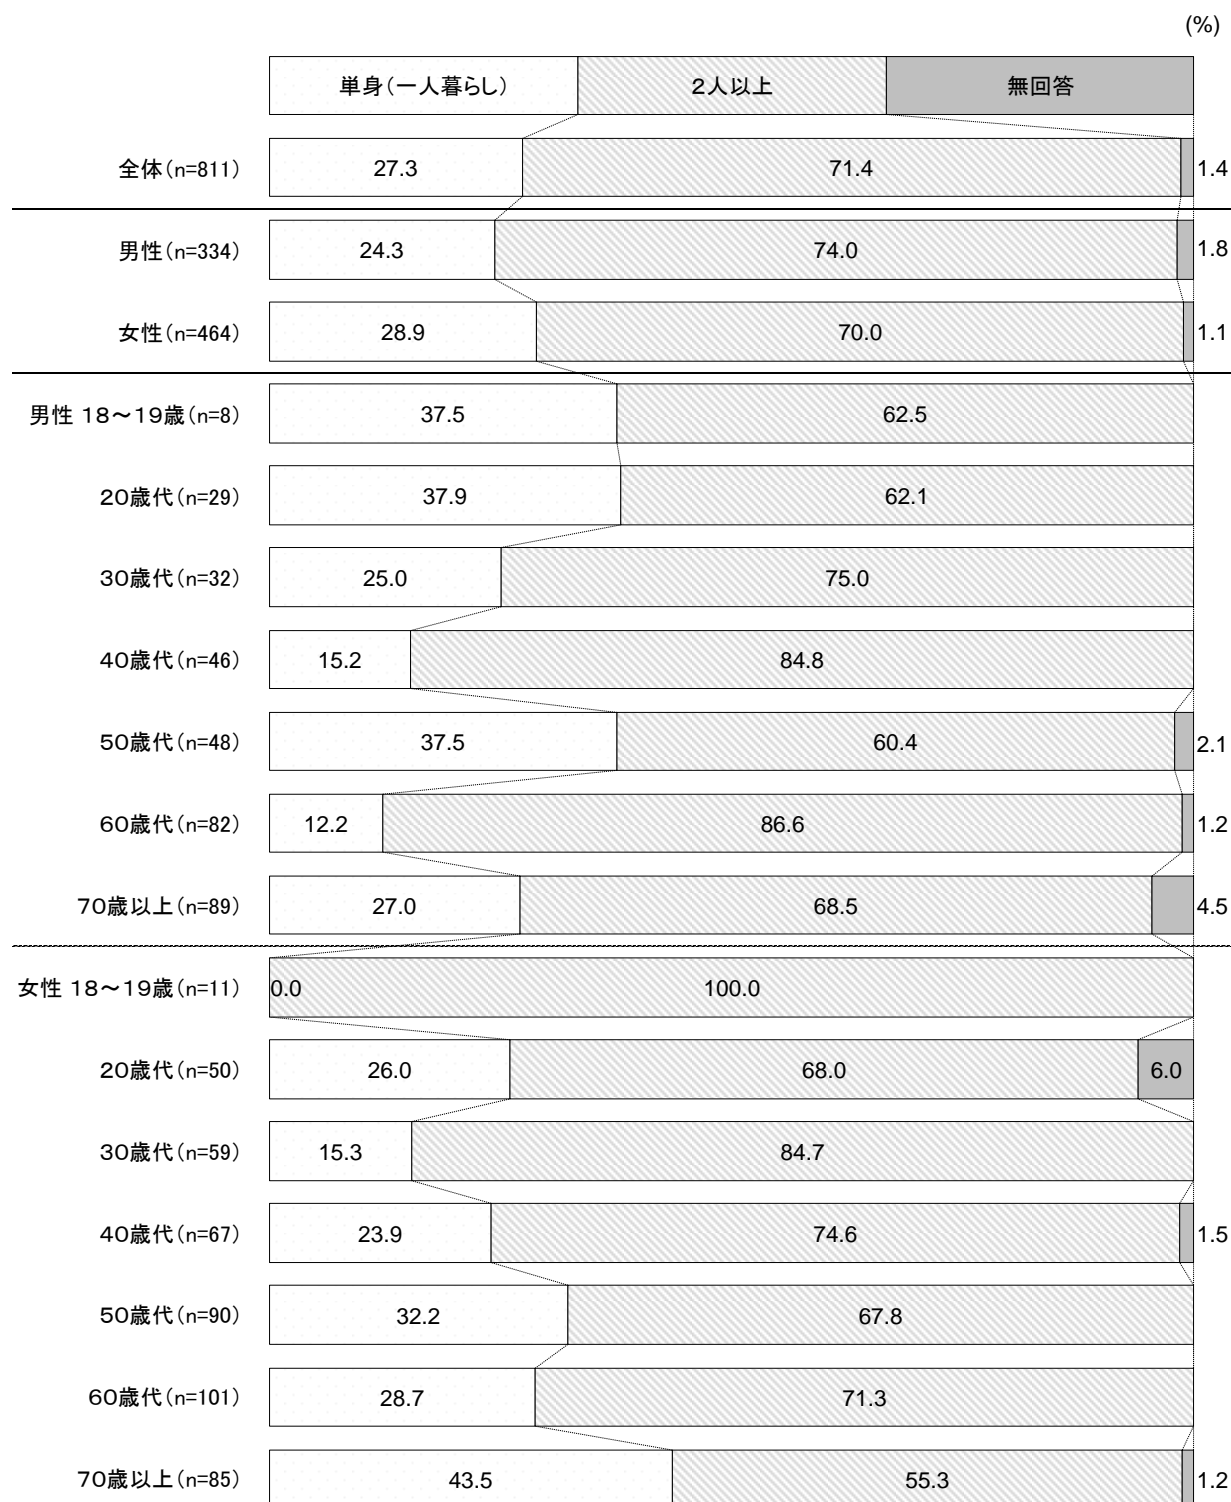 (%)
単身(一人暮らし) 2人以上 無回答
全体(n=811) 27.3 71.4 1.4
男性(n=334) 24.3 74.0 1.8
女性(n=464) 28.9 70.0 1.1
男性 18～19歳(n=8) 37.5 62.5
20歳代(n=29) 37.9 62.1
30歳代(n=32) 25.0 75.0
40歳代(n=46) 15.2 84.8
50歳代(n=48) 37.5 60.4 2.1
60歳代(n=82) 12.2 86.6 1.2
70歳以上(n=89) 27.0 68.5 4.5
女性 18～19歳(n=11) 0.0 100.0
20歳代(n=50) 26.0 68.0 6.0
30歳代(n=59) 15.3 84.7
40歳代(n=67) 23.9 74.6 1.5
50歳代(n=90) 32.2 67.8
60歳代(n=101) 28.7 71.3
70歳以上(n=85) 43.5 55.3 1.2